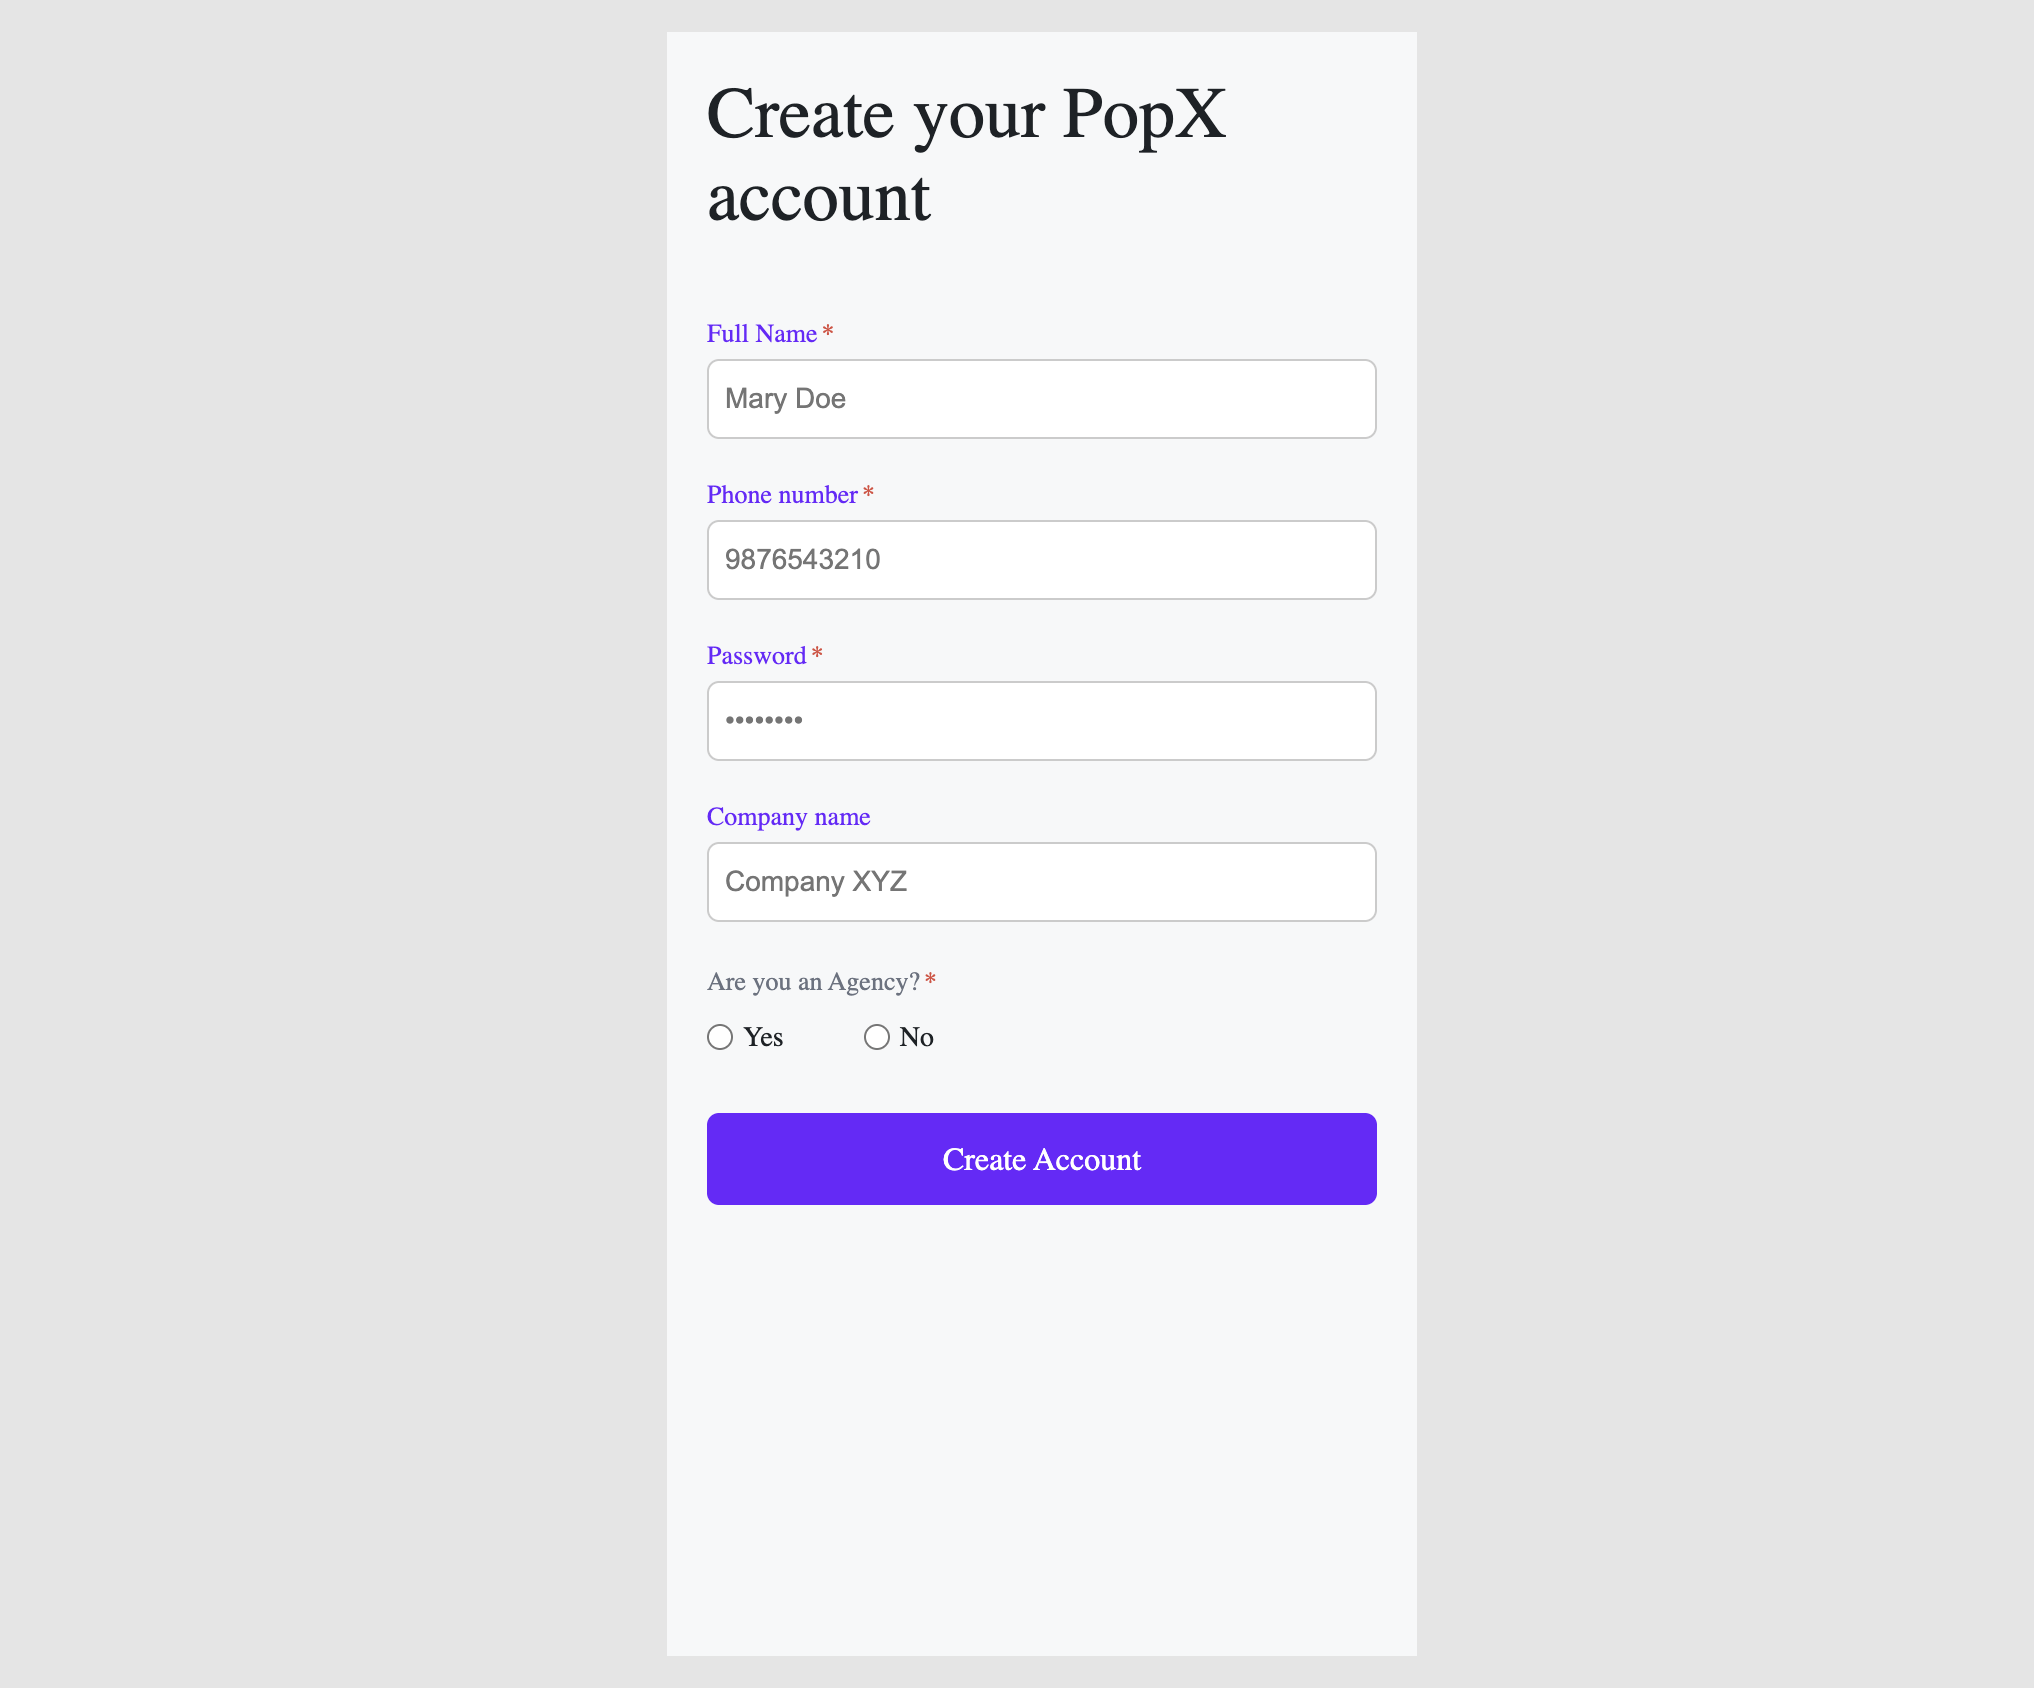 Create your PopX
account
Full Name *
Mary Doe
Phone number *
9876543210
Password *
••••••••
Company name
Company XYZ
Are you an Agency? *
Yes No
Create Account